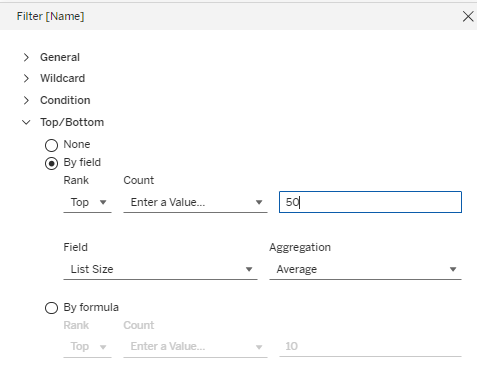 Filter [Name]
General
Wildcard
Condition
Top/Bottom
None
By field
Rank Count
Top Enter a Value... 50
Field Aggregation
List Size Average
By formula
Rank Count
Top Enter a Value... 10